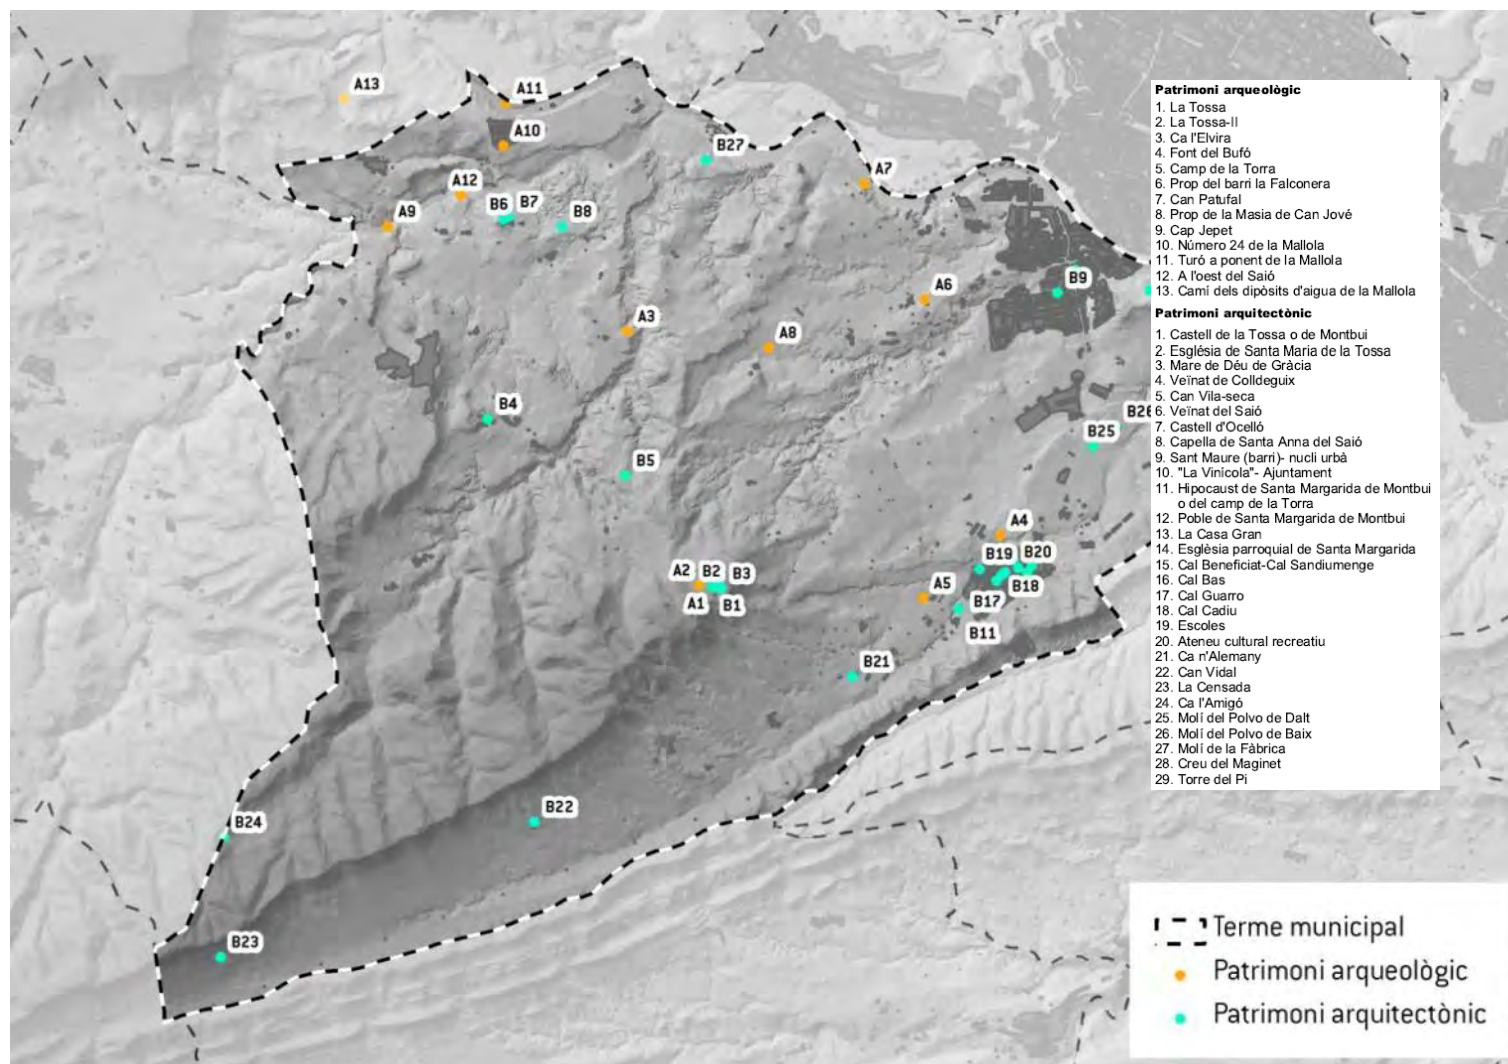 A13
A11
A10
B27
A7
A12
B6
B7
B8
A9
B9
A6
A3
A8
B4
B26
B25
B5
A4
B19
B20
A2
B2
B3
A5
B18
A1
B1
B17
B11
B21
B22
B24
B23
Patrimoni arqueològic
1. La Tossa
2. La Tossa-II
3. Ca l'Elvira
4. Font del Bufó
5. Camp de la Torra
6. Prop del barri la Falconera
7. Can Patufal
8. Prop de la Masia de Can Jové
9. Cap Jepet
10. Número 24 de la Mallola
11. Turó a ponent de la Mallola
12. A l'oest del Saió
13. Camí dels dipòsits d'aigua de la Mallola
Patrimoni arquitectònic
1. Castell de la Tossa o de Montbui
2. Església de Santa Maria de la Tossa
3. Mare de Déu de Gràcia
4. Veïnat de Colldeguix
5. Can Vila-seca
6. Veïnat del Saió
7. Castell d'Ocelló
8. Capella de Santa Anna del Saió
9. Sant Maure (barri)- nucli urbà
10. "La Vinícola"- Ajuntament
11. Hipocaust de Santa Margarida de Montbui
o del camp de la Torra
12. Poble de Santa Margarida de Montbui
13. La Casa Gran
14. Esglèsia parroquial de Santa Margarida
15. Cal Beneficiat-Cal Sandiumenge
16. Cal Bas
17. Cal Guarro
18. Cal Cadiu
19. Escoles
20. Ateneu cultural recreatiu
21. Ca n'Alemany
22. Can Vidal
23. La Censada
24. Ca l'Amigó
25. Molí del Polvo de Dalt
26. Molí del Polvo de Baix
27. Molí de la Fàbrica
28. Creu del Maginet
29. Torre del Pi
Terme municipal
Patrimoni arqueològic
Patrimoni arquitectònic